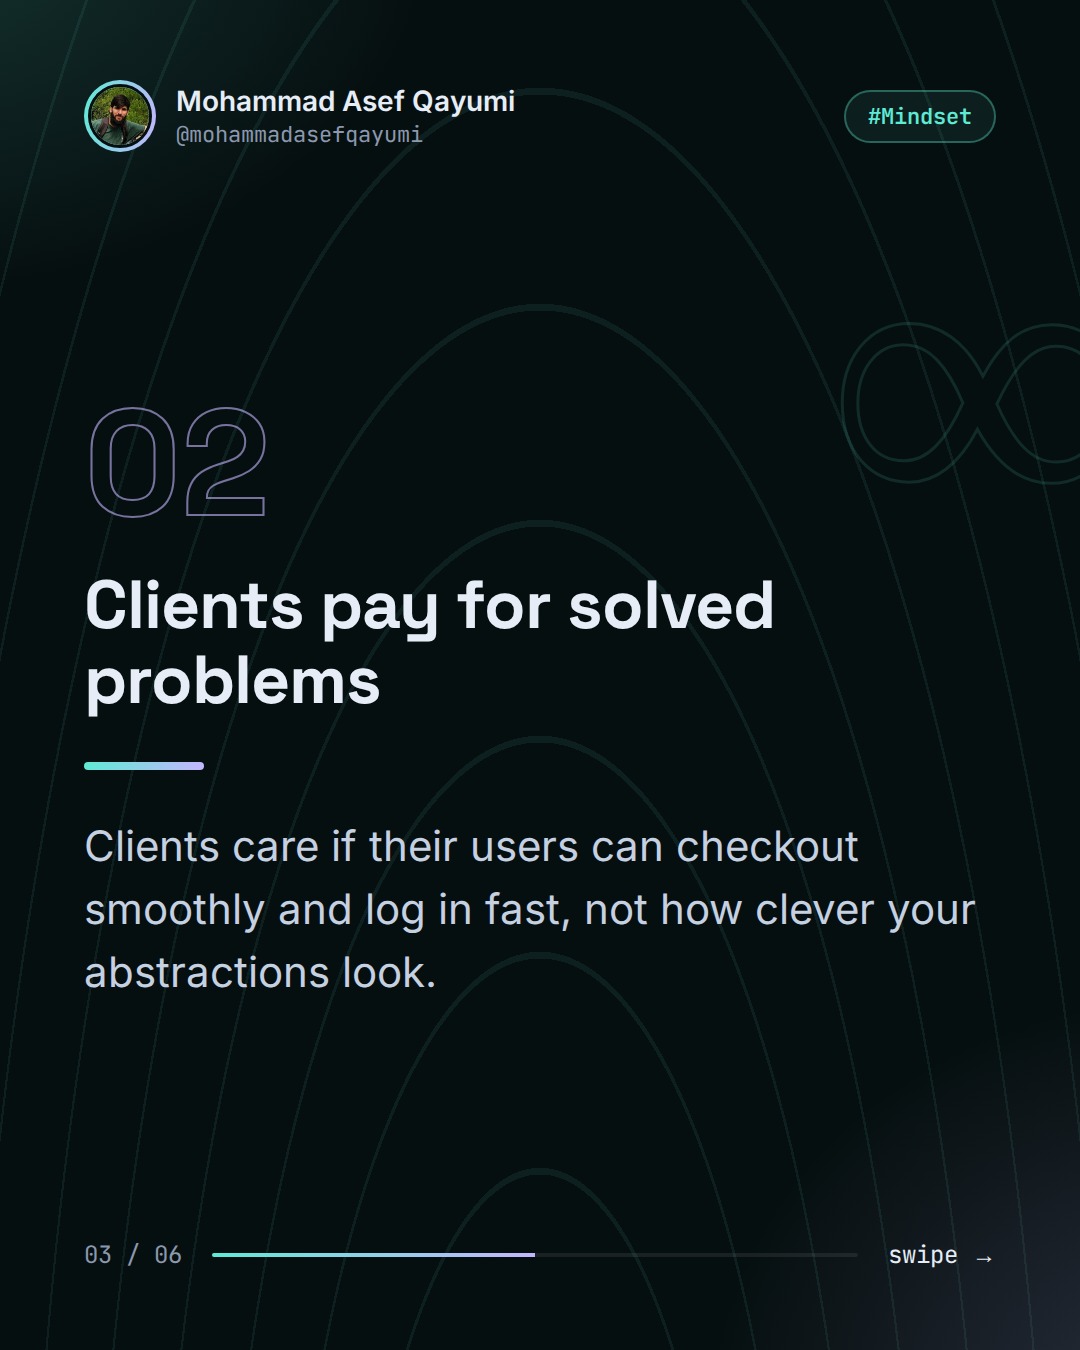 Mohammad Asef Qayumi
@mohammadasefqayumi
#Mindset
02
Clients pay for solved
problems
Clients care if their users can checkout
smoothly and log in fast, not how clever your
abstractions look.
03 / 06
swipe →